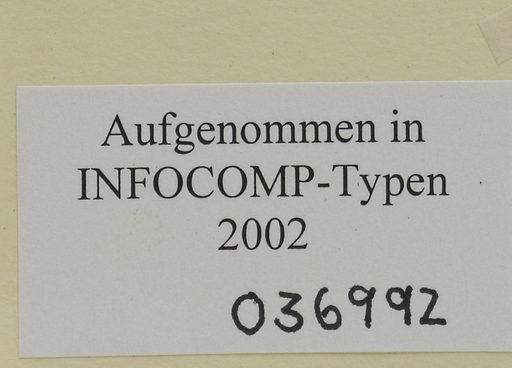 Aufgenommen in
INFOCOMP-Typen
2002
036992